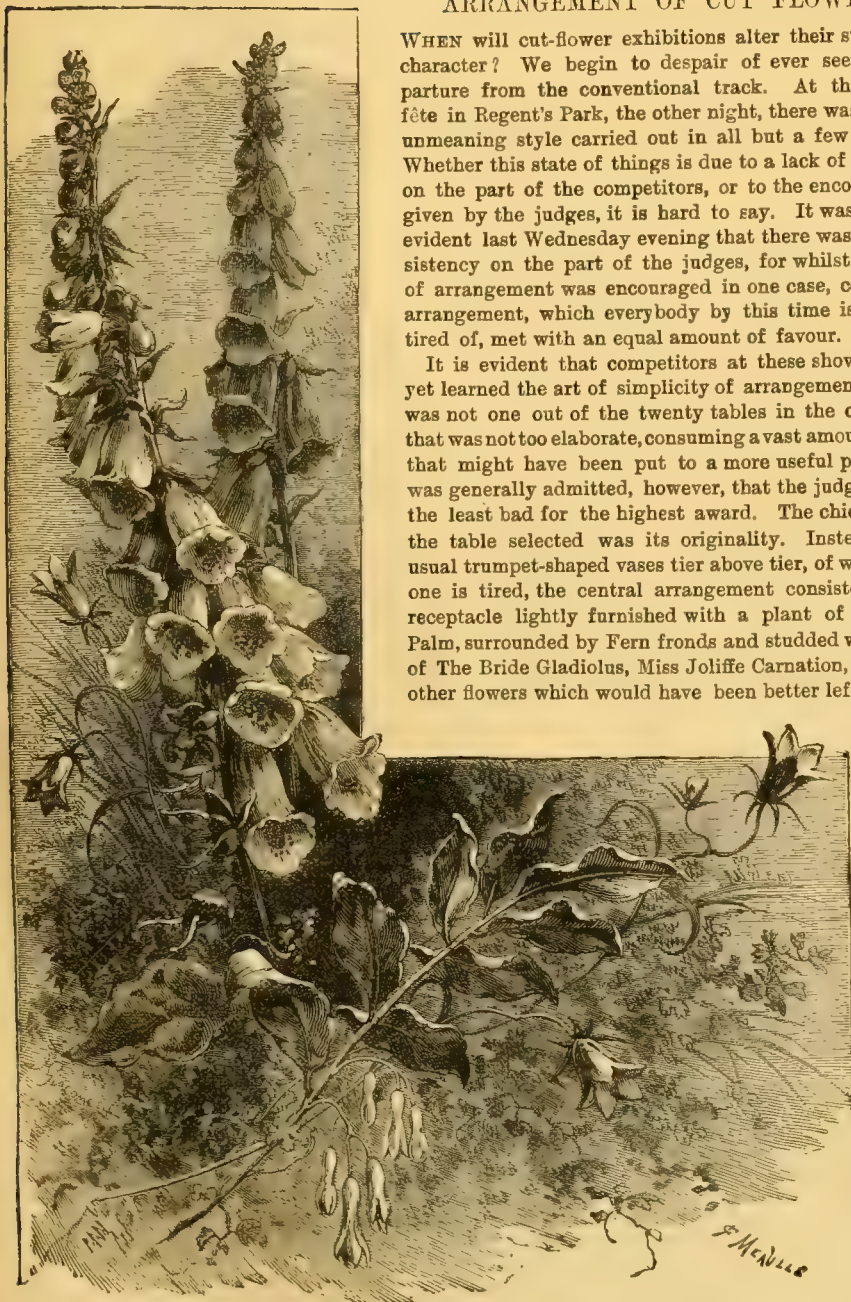 ARRANGEMENT OF CUT FLOW
WHEN will cut-flower exhibitions alter their s
character? We begin to despair of ever see
parture from the conventional track. At th
fête in Regent's Park, the other night, there wa
unmeaning style carried out in all but a few
Whether this state of things is due to a lack of
on the part of the competitors, or to the enco
given by the judges, it is hard to say. It was
evident last Wednesday evening that there was
sistency on the part of the judges, for whilst
of arrangement was encouraged in one case, c
arrangement, which everybody by this time is
tired of, met with an equal amount of favour.
It is evident that competitors at these show
yet learned the art of simplicity of arrangemen
was not one out of the twenty tables in the c
that was not too elaborate, consuming a vast amou
that might have been put to a more useful p
was generally admitted, however, that the judg
the least bad for the highest award. The chie
the table selected was its originality. Inste
usual trumpet-shaped vases tier above tier, of w
one is tired, the central arrangement consist
receptacle lightly furnished with a plant of
Palm, surrounded by Fern fronds and studded w
of The Bride Gladiolus, Miss Joliffe Carnation,
other flowers which would have been better lef